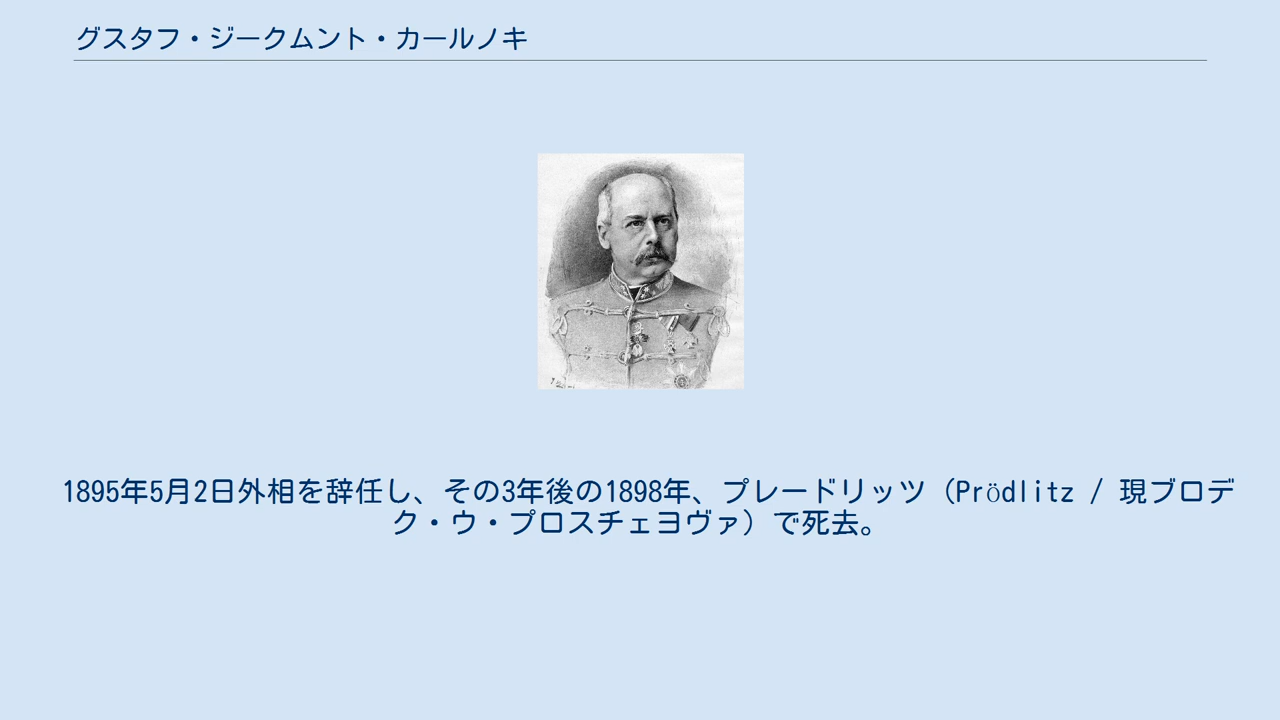 グスタフ・ジークムント・カールノキ
1895年5月2日外相を辞任し、その3年後の1898年、プレードリッツ（Prödlitz / 現ブロデ
ク・ウ・プロスチェヨヴァ）で死去。